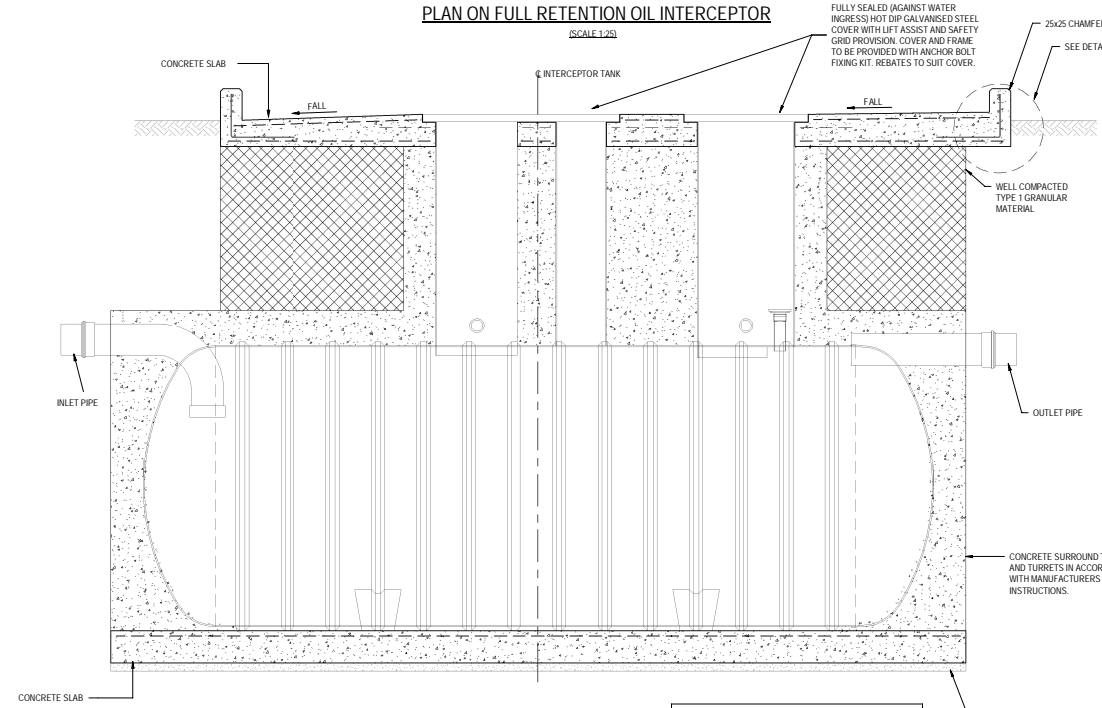 PLAN ON FULL RETENTION OIL INTERCEPTOR
(SCALE 1:25)
FULLY SEALED (AGAINST WATER
INGRESS) HOT DIP GALVANISED STEEL
COVER WITH LIFT ASSIST AND SAFETY
GRID PROVISION. COVER AND FRAME
TO BE PROVIDED WITH ANCHOR BOLT
FIXING KIT. REBATES TO SUIT COVER.
25x25 CHAMFE
SEE DETA
CONCRETE SLAB
℄ INTERCEPTOR TANK
FALL
FALL
WELL COMPACTED
TYPE 1 GRANULAR
MATERIAL
INLET PIPE
OUTLET PIPE
CONCRETE SURROUND
AND TURRETS IN ACCOR
WITH MANUFACTURERS
INSTRUCTIONS.
CONCRETE SLAB